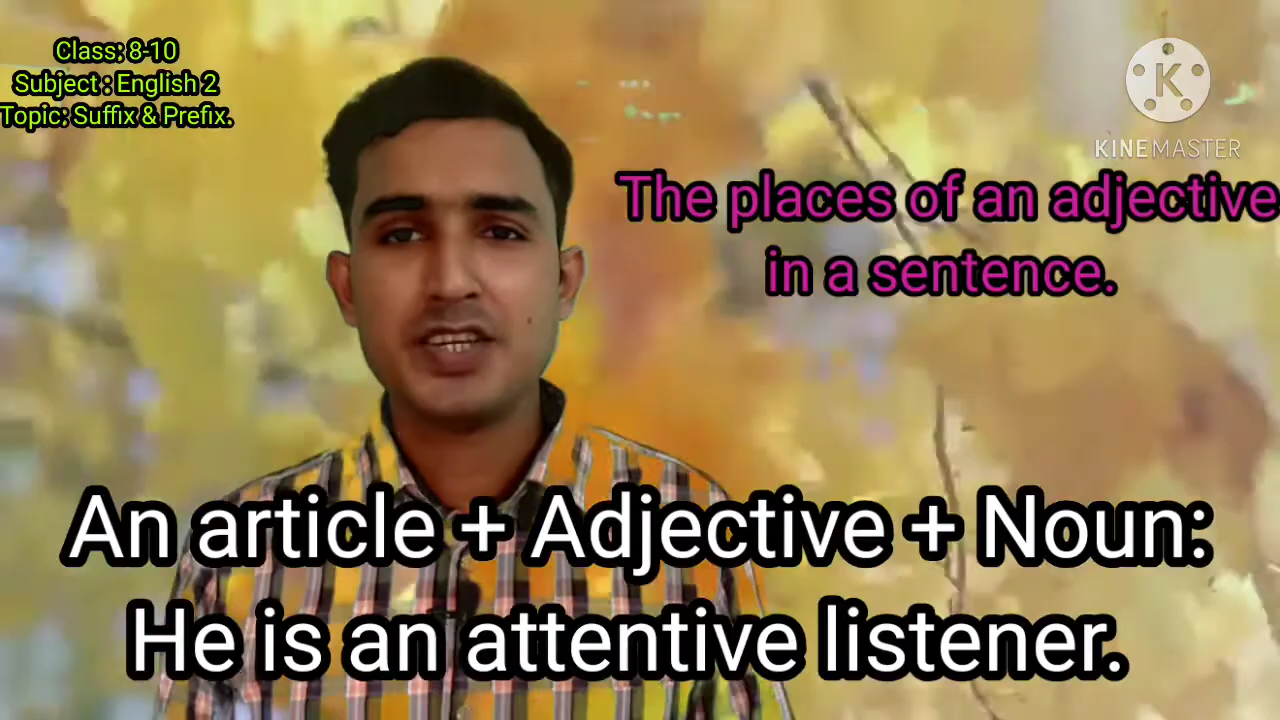 Class: 8-10
Subject : English 2
Topic: Suffix & Prefix.
K
KINEMASTER
The places of an adjective
in a sentence.
An article + Adjective + Noun:
He is an attentive listener.